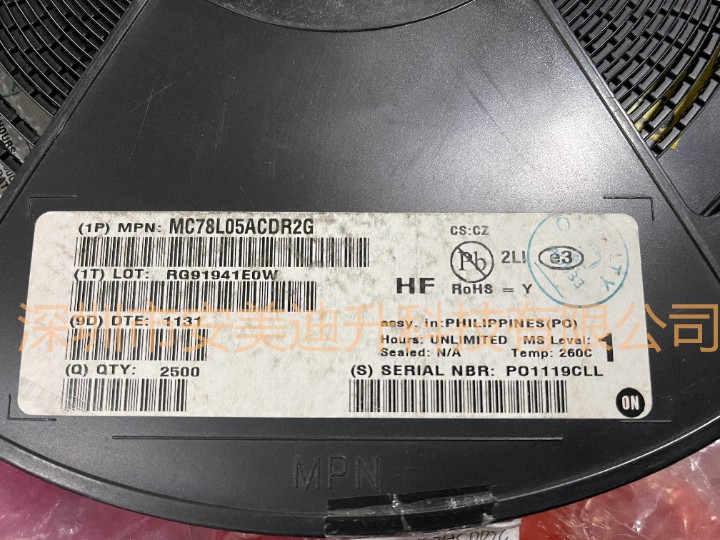 (1P) MPN: MC78L05ACDR2G
CS:CZ
(1T) LOT: RG91941E0W
Pb 2LI e3
HF RoHS = Y
深圳市安美迪升科技有限公司
(9D) DTE: 1131
assy. in:PHILIPPINES(PO)
Hours: UNLIMITED MS Level: 1
Sealed: N/A Temp: 260C
(Q) QTY: 2500
(S) SERIAL NBR: PO1119CLL
ON
MPN